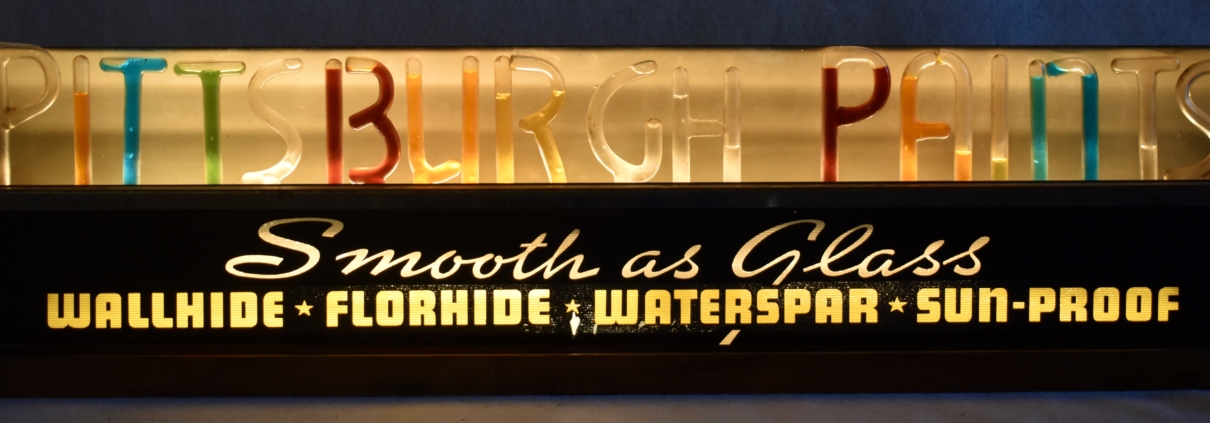 PITTSBURGH PAINTS
Smooth as Glass
WALLHIDE ★ FLORHIDE ★ WATERSPAR ★ SUN-PROOF